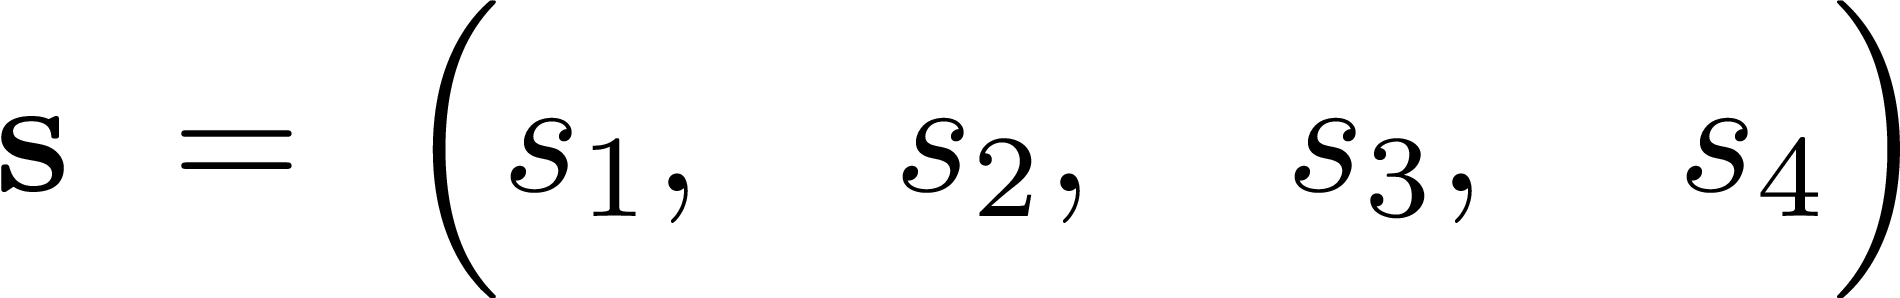 s = (s₁, s₂, s₃, s₄)